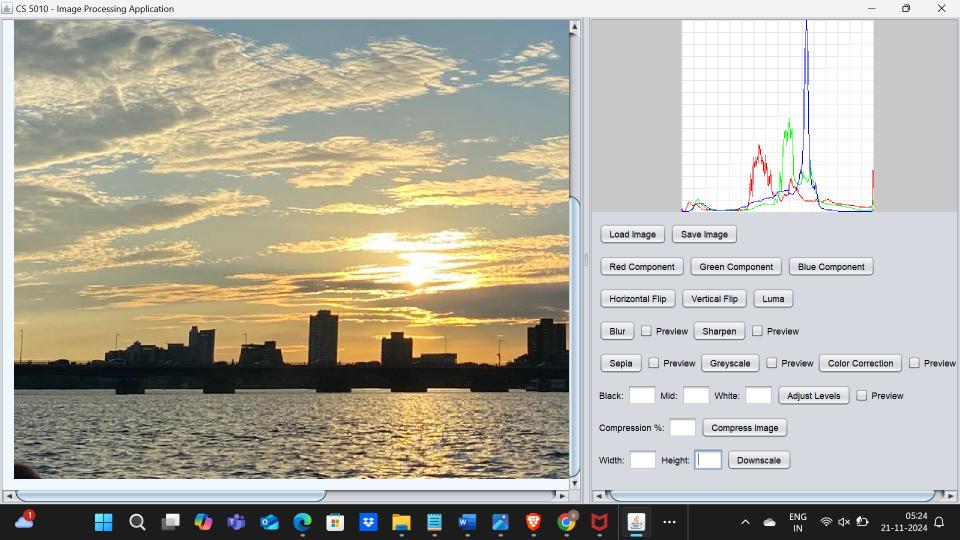 CS 5010 - Image Processing Application
Load Image Save Image
Red Component Green Component Blue Component
Horizontal Flip Vertical Flip Luma
Blur Preview Sharpen Preview
Sepia Preview Greyscale Preview Color Correction Preview
Black: Mid: White: Adjust Levels Preview
Compression %: Compress Image
Width: Height: Downscale
1
ENG
IN
05:24
21-11-2024